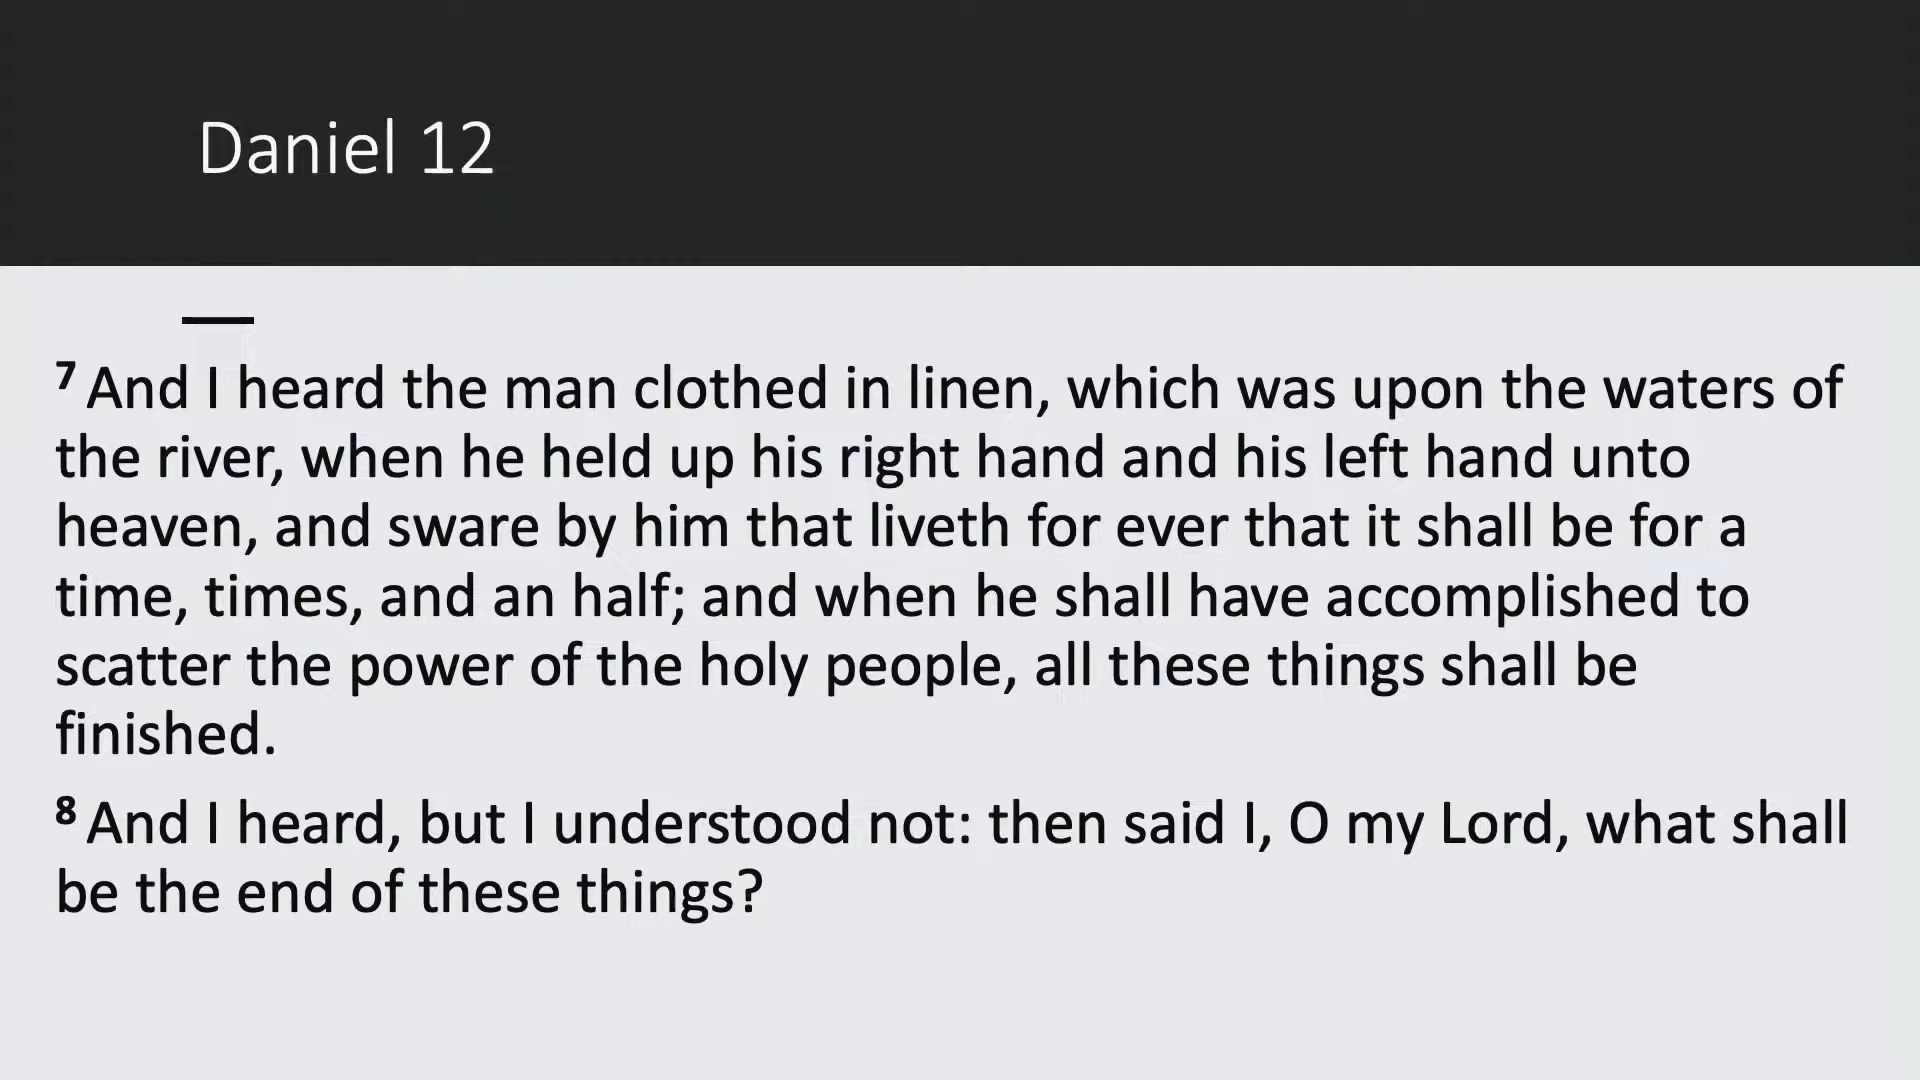 Daniel 12
7 And I heard the man clothed in linen, which was upon the waters of
the river, when he held up his right hand and his left hand unto
heaven, and sware by him that liveth for ever that it shall be for a
time, times, and an half; and when he shall have accomplished to
scatter the power of the holy people, all these things shall be
finished.
8 And I heard, but I understood not: then said I, O my Lord, what shall
be the end of these things?